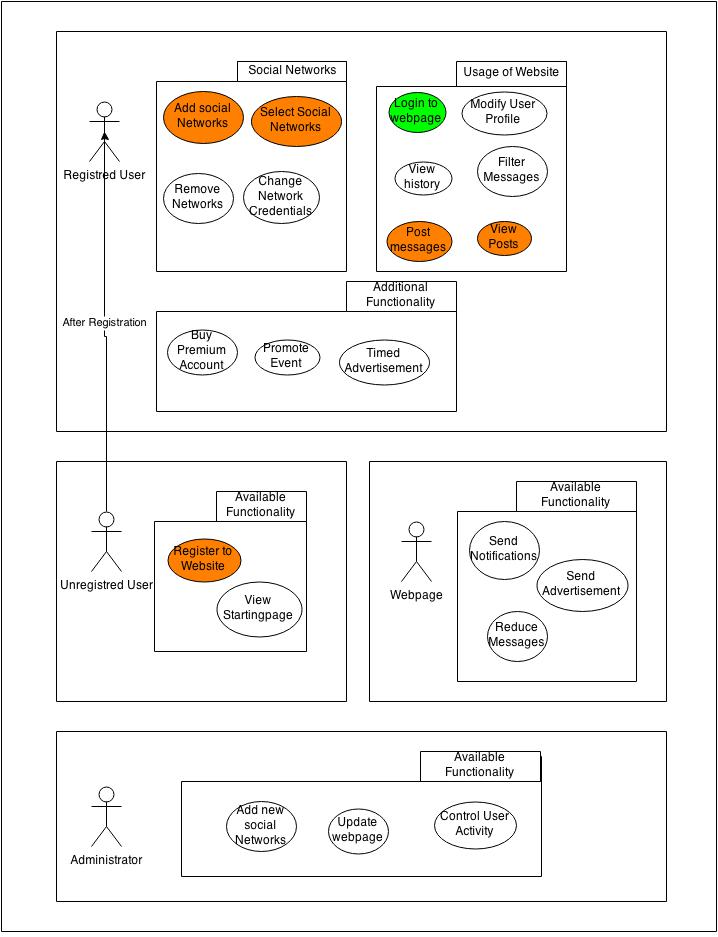 Social Networks
Usage of Website
Add social
Networks
Select Social
Networks
Login to
webpage
Modify User
Profile
Registred User
Remove
Networks
Change
Network
Credentials
View
history
Filter
Messages
Post
messages
View
Posts
Additional
Functionality
After Registration
Buy
Premium
Account
Promote
Event
Timed
Advertisement
Available
Functionality
Unregistred User
Register to
Website
View
Startingpage
Available
Functionality
Webpage
Send
Notifications
Send
Advertisement
Reduce
Messages
Available
Functionality
Administrator
Add new
social
Networks
Update
webpage
Control User
Activity